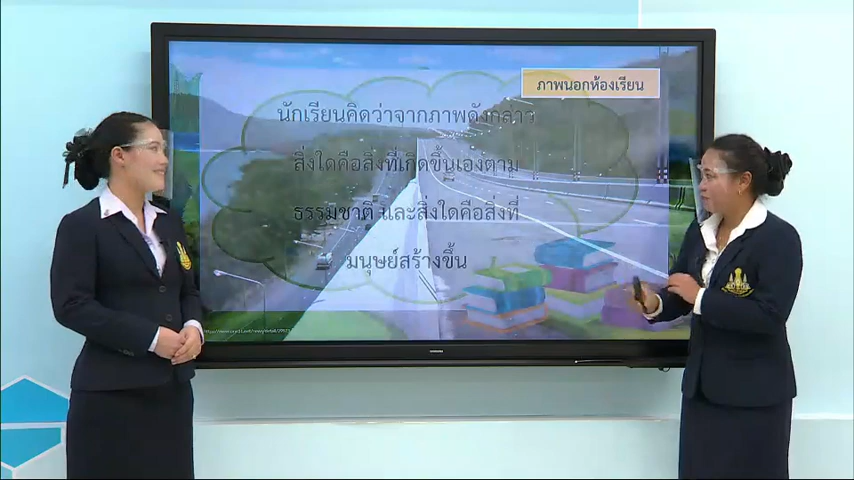 ภาพนอกห้องเรียน
นักเรียนคิดว่าจากภาพดังกล่าว
สิ่งใดคือสิ่งที่เกิดขึ้นเองตาม
ธรรมชาติ และสิ่งใดคือสิ่งที่
มนุษย์สร้างขึ้น